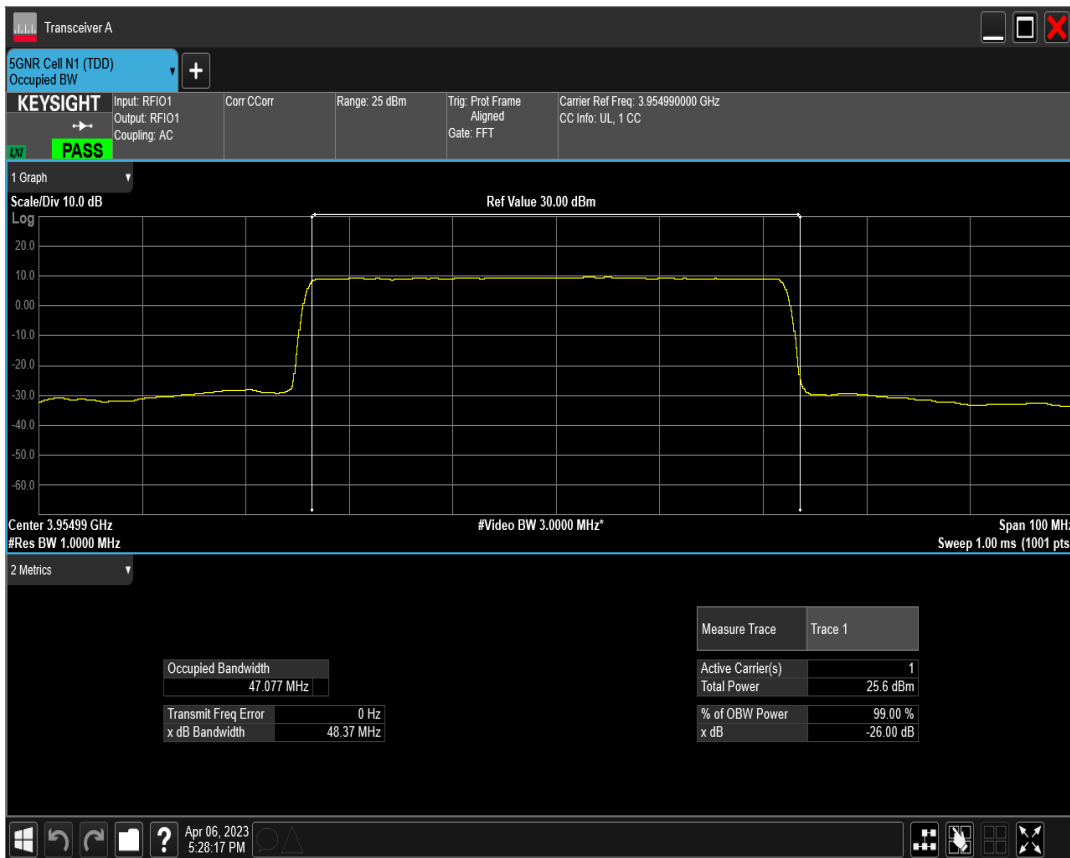 Transceiver A
5GNR Cell N1 (TDD)
Occupied BW
+
KEYSIGHT
LXI
PASS
Input: RFIO1
Output: RFIO1
Coupling: AC
Corr CCorr
Range: 25 dBm
Trig: Prot Frame
Aligned
Gate: FFT
Carrier Ref Freq: 3.954990000 GHz
CC Info: UL, 1 CC
1 Graph
Scale/Div 10.0 dB
Ref Value 30.00 dBm
Log
20.0
10.0
0.00
-10.0
-20.0
-30.0
-40.0
-50.0
-60.0
Center 3.95499 GHz
#Video BW 3.0000 MHz*
Span 100 MHz
#Res BW 1.0000 MHz
Sweep 1.00 ms (1001 pts
2 Metrics
Measure Trace Trace 1
Occupied Bandwidth
47.077 MHz
Transmit Freq Error 0 Hz
x dB Bandwidth 48.37 MHz
Active Carrier(s) 1
Total Power 25.6 dBm
% of OBW Power 99.00 %
x dB -26.00 dB
?
Apr 06, 2023
5:28:17 PM